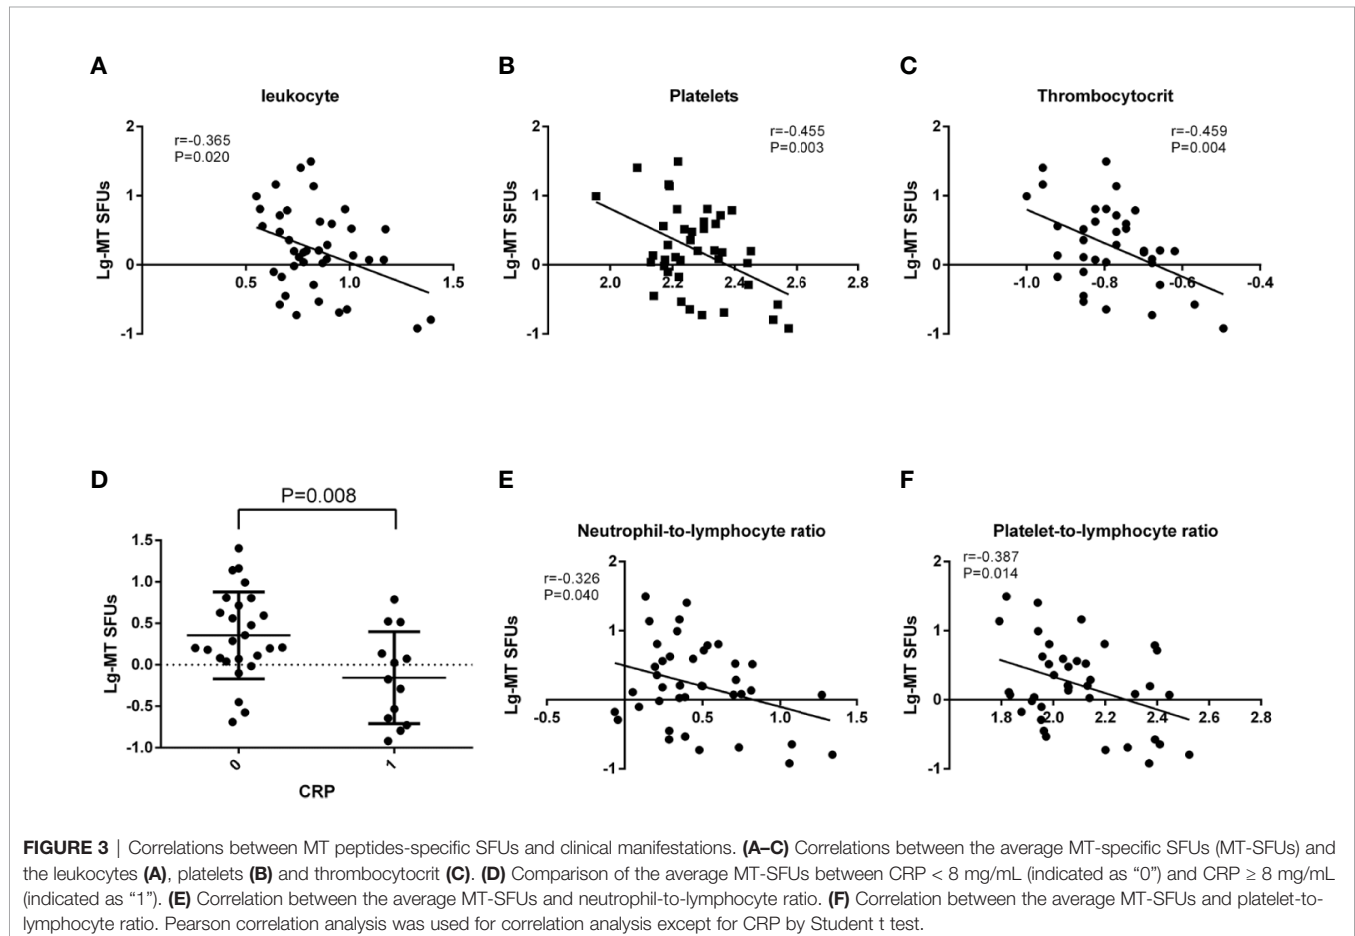 A
leukocyte
r=-0.365
P=0.020
Lg-MT SFUs
2
1
0
-1
0.5
1.0
1.5
B
Platelets
r=-0.455
P=0.003
Lg-MT SFUs
2
1
0
-1
2.0
2.2
2.4
2.6
2.8
C
Thrombocytocrit
r=-0.459
P=0.004
Lg-MT SFUs
2
1
0
-1
-1.0
-0.8
-0.6
-0.4
D
P=0.008
Lg-MT SFUs
1.5
1.0
0.5
0.0
-0.5
-1.0
0
1
CRP
E
Neutrophil-to-lymphocyte ratio
r=-0.326
P=0.040
Lg-MT SFUs
2
1
-1
-0.5
0.5
1.0
1.5
F
Platelet-to-lymphocyte ratio
r=-0.387
P=0.014
Lg-MT SFUs
2
1
0
-1
1.8
2.0
2.2
2.4
2.6
2.8
FIGURE 3 | Correlations between MT peptides-specific SFUs and clinical manifestations. (A–C) Correlations between the average MT-specific SFUs (MT-SFUs) and
the leukocytes (A), platelets (B) and thrombocytocrit (C). (D) Comparison of the average MT-SFUs between CRP < 8 mg/mL (indicated as “0”) and CRP ≥ 8 mg/mL
(indicated as “1”). (E) Correlation between the average MT-SFUs and neutrophil-to-lymphocyte ratio. (F) Correlation between the average MT-SFUs and platelet-to-
lymphocyte ratio. Pearson correlation analysis was used for correlation analysis except for CRP by Student t test.